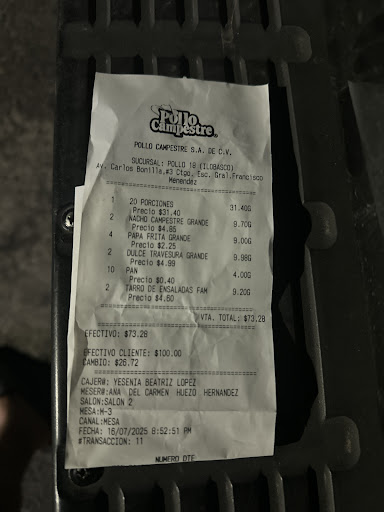 Pollo
Campestre®
POLLO CAMPESTRE S.A. DE C.V.
SUCURSAL: POLLO 18 (ILOBASCO)
Av. Carlos Bonilla,#3 Ctgo, Esc. Gral.Francisco
Menendez
1 20 PORCIONES 31.40G
Precio $31.40
2 NACHO CAMPESTRE GRANDE 9.70G
Precio $4.85
4 PAPA FRITA GRANDE 9.00G
Precio $2.25
2 DULCE TRAVESURA GRANDE 9.98G
Precio $4.99
10 PAN 4.00G
Precio $0.40
2 TARRO DE ENSALADAS FAM 9.20G
Precio $4.60
VTA. TOTAL: $73.28
EFECTIVO: $73.28
EFECTIVO CLIENTE: $100.00
CAMBIO: $26.72
CAJER#: YESENIA BEATRIZ LOPEZ
MESER#:ANA DEL CARMEN HUEZO HERNANDEZ
SALON:SALON 2
MESA:M-3
CANAL:MESA
FECHA: 16/07/2025 8:52:51 PM
#TRANSACCION: 11
NUMERO DTE